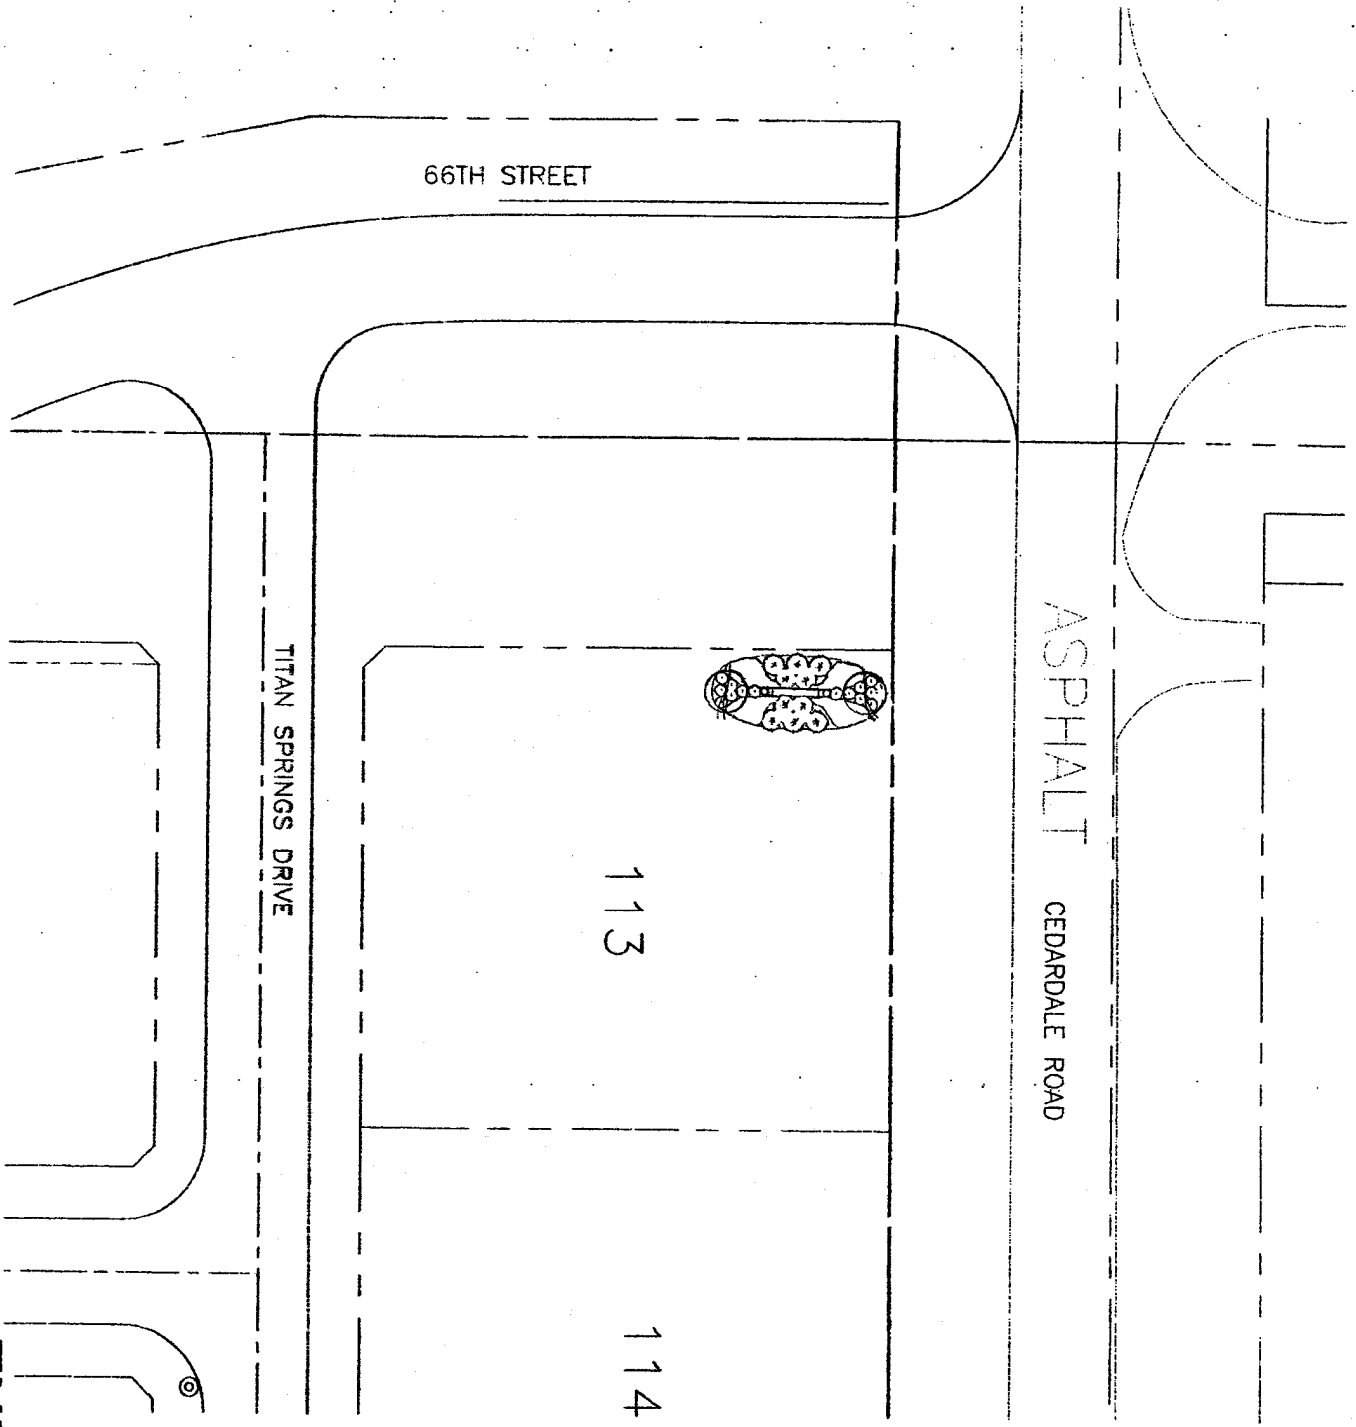 66TH STREET
TITAN SPRINGS DRIVE
ASPHALT
CEDARDALE ROAD
113
114